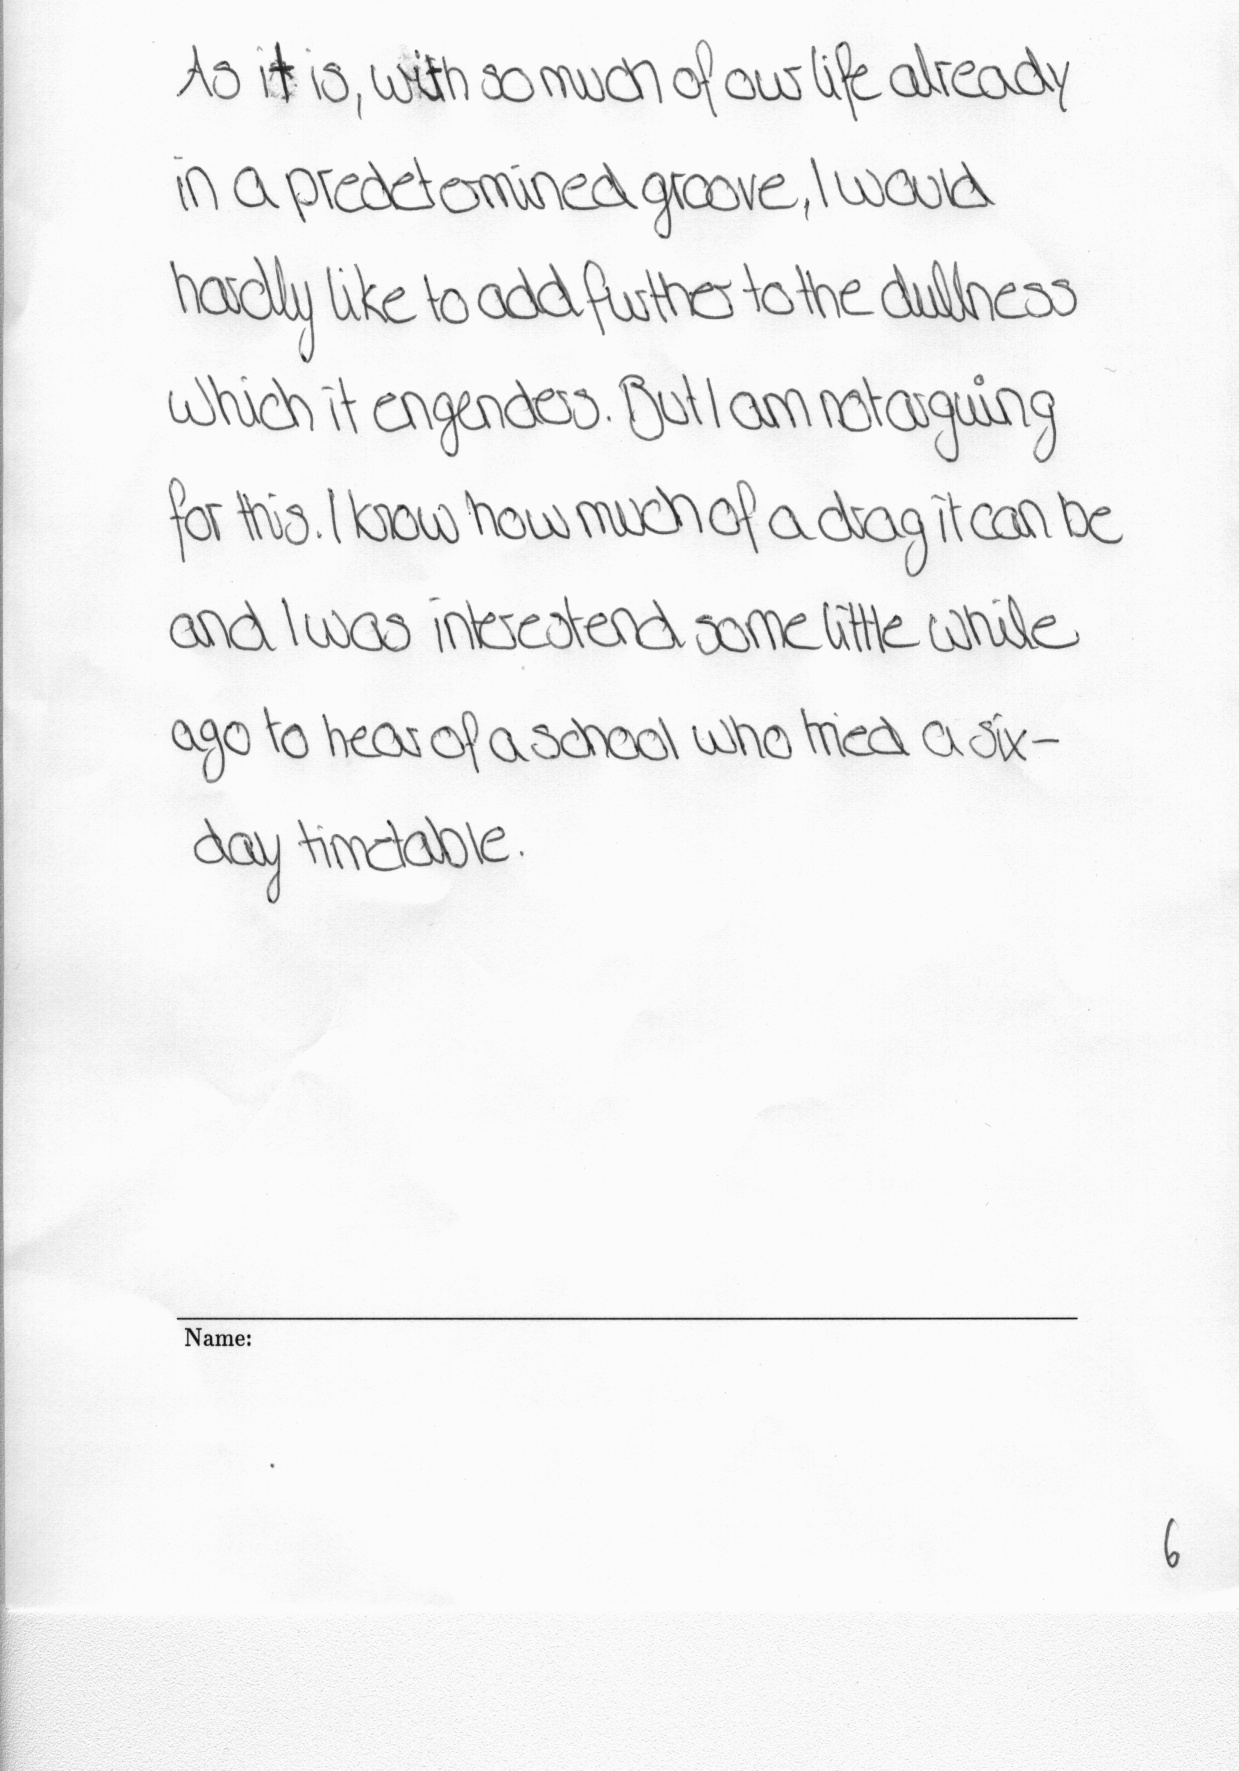 As it is, with so much of our life already
in a predetermined groove, I would
hardly like to add further to the dullness
which it engenders. But I am not arguing
for this. I know how much of a drag it can be
and I was interestend some little while
ago to hear of a school who tried a six-
day timetable.
Name:
6